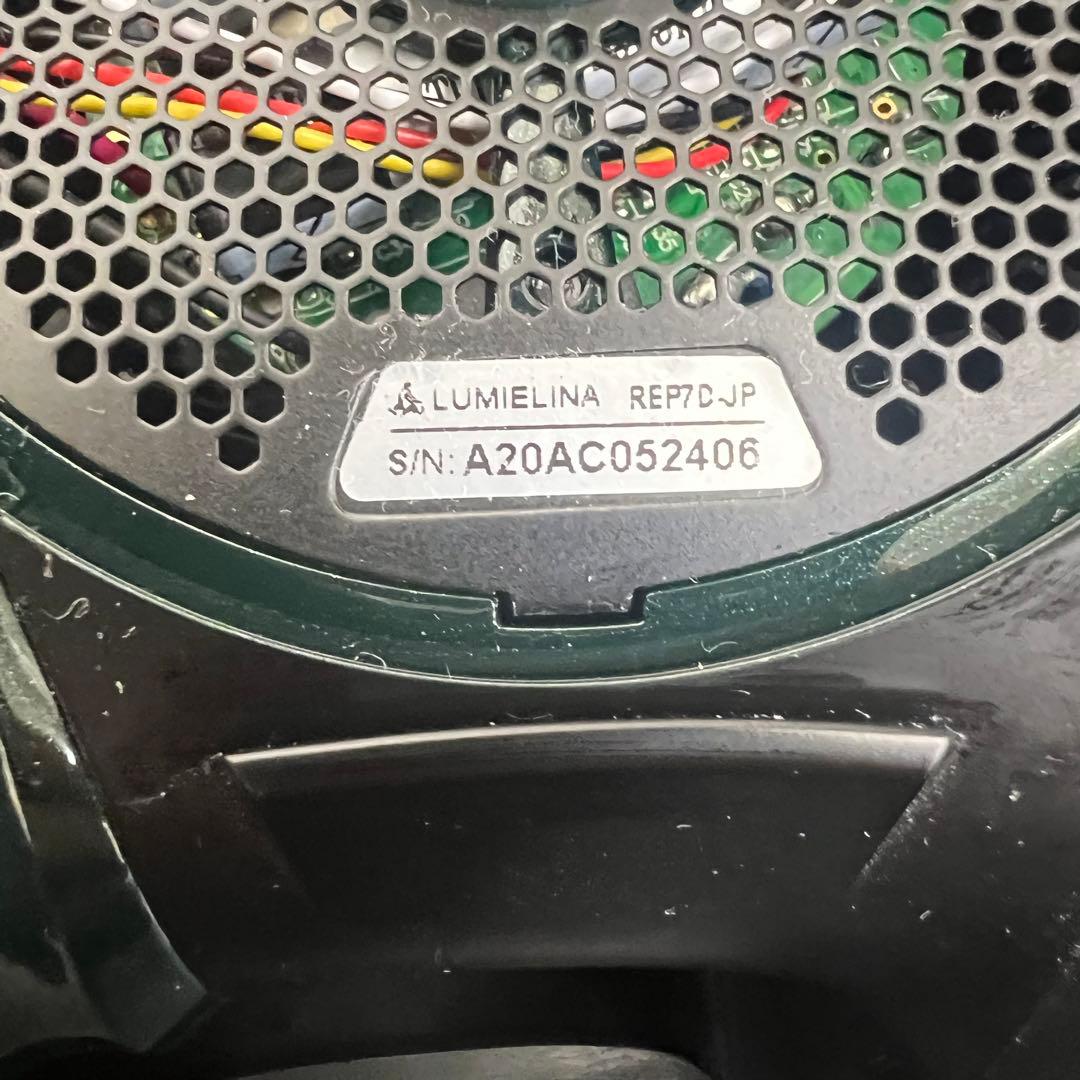 LUMIELINA REP7D-JP
S/N: A20AC052406